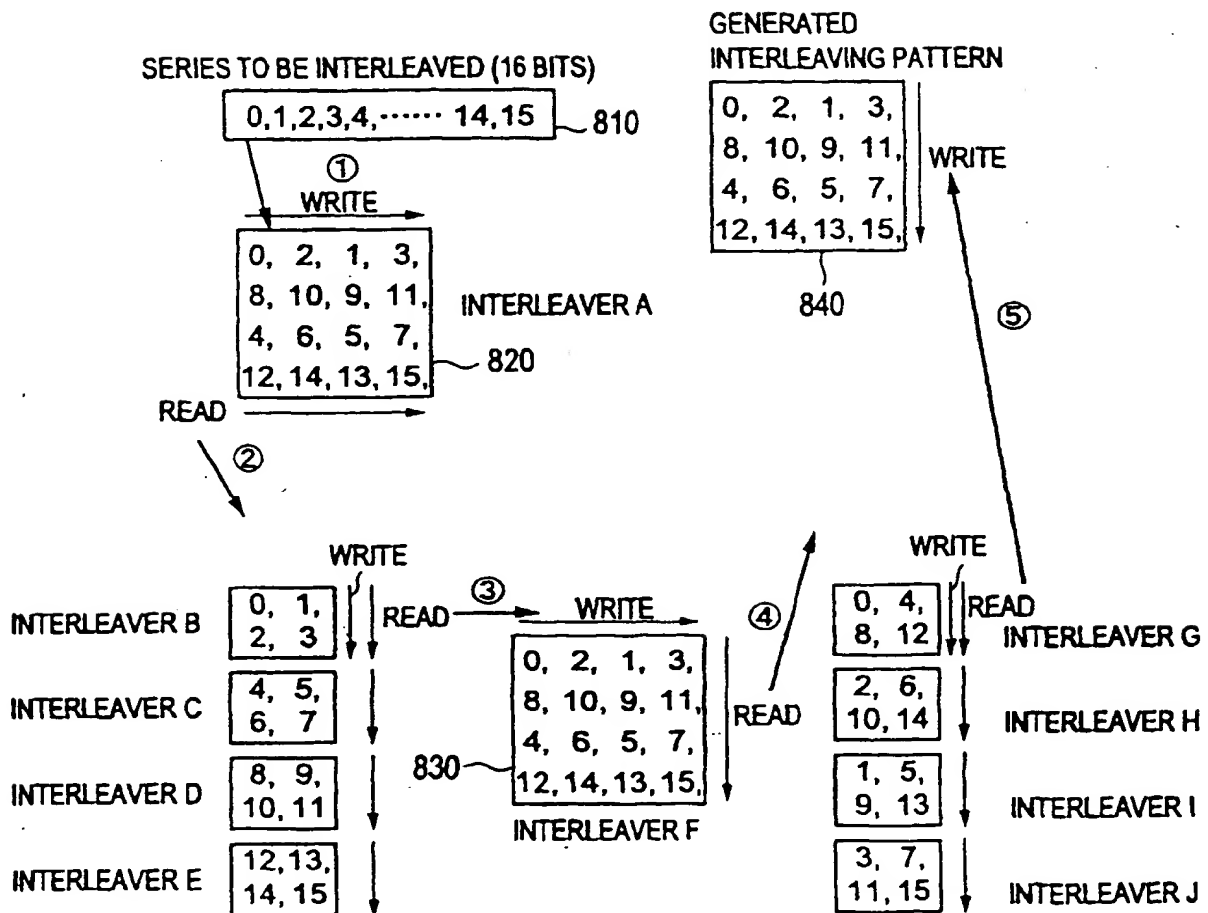 GENERATED
INTERLEAVING PATTERN
SERIES TO BE INTERLEAVED (16 BITS)
0,1,2,3,4,⋯⋯ 14,15
810
0, 2, 1, 3,
8, 10, 9, 11,
4, 6, 5, 7,
12, 14, 13, 15,
WRITE
840
①
WRITE
0, 2, 1, 3,
8, 10, 9, 11,
4, 6, 5, 7,
12, 14, 13, 15,
INTERLEAVER A
820
READ
②
⑤
INTERLEAVER B
0, 1,
2, 3
WRITE
READ
③
INTERLEAVER C
4, 5,
6, 7
INTERLEAVER D
8, 9,
10, 11
INTERLEAVER E
12, 13,
14, 15
WRITE
0, 2, 1, 3,
8, 10, 9, 11,
4, 6, 5, 7,
12, 14, 13, 15,
READ
830
INTERLEAVER F
④
WRITE
0, 4,
8, 12
READ
INTERLEAVER G
2, 6,
10, 14
INTERLEAVER H
1, 5,
9, 13
INTERLEAVER I
3, 7,
11, 15
INTERLEAVER J